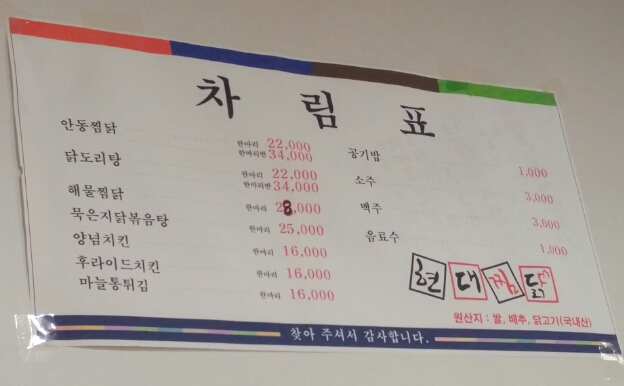 차림표
안동찜닭 한마리 22,000
한마리반 34,000
닭도리탕 한마리 22,000
한마리반 34,000
해물찜닭 한마리 28,000
묵은지닭볶음탕 한마리 25,000
양념치킨 한마리 16,000
후라이드치킨 한마리 16,000
마늘통튀김 한마리 16,000
공기밥 1,000
소주 3,000
맥주 3,000
음료수 1,000
현대찜닭
원산지 : 쌀, 배추, 닭고기(국내산)
찾아 주셔서 감사합니다.